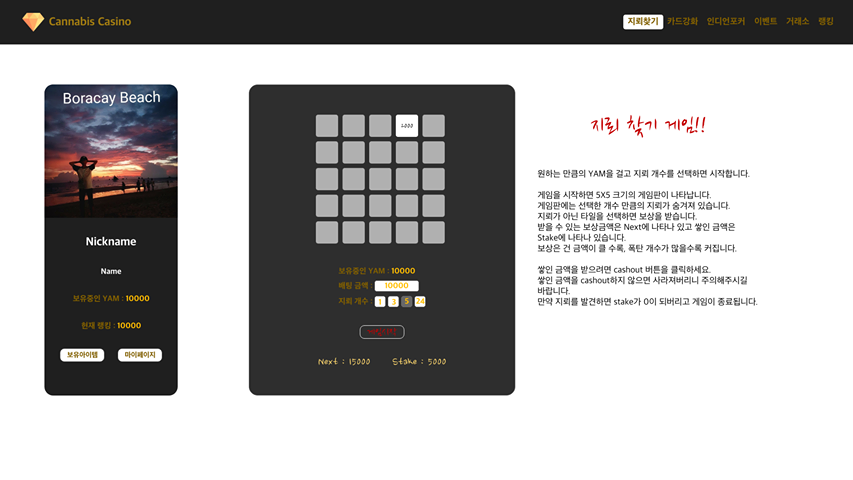 Cannabis Casino
지뢰찾기 카드강화 인디언포커 이벤트 거래소 랭킹
Boracay Beach
Nickname
Name
보유중인 YAM : 10000
현재 랭킹 : 10000
보유아이템 마이페이지
보유중인 YAM : 10000
베팅 금액 : 10000
지뢰 개수 : 1 3 5 24
Next : 15000 Stake : 5000
지뢰 찾기 게임!!
원하는 만큼의 YAM을 걸고 지뢰 개수를 선택하면 시작합니다.
게임을 시작하면 5X5 크기의 게임판이 나타납니다.
게임판에는 선택한 개수 만큼의 지뢰가 숨겨져 있습니다.
지뢰가 아닌 타일을 선택하면 보상을 받습니다.
받을 수 있는 보상금액은 Next에 나타나 있고 쌓인 금액은
Stake에 나타나 있습니다.
보상은 건 금액이 클 수록, 폭탄 개수가 많을수록 커집니다.
쌓인 금액을 받으려면 cashout 버튼을 클릭하세요.
쌓인 금액을 cashout하지 않으면 사라져버리니 주의해주시길
바랍니다.
만약 지뢰를 발견하면 stake가 0이 되버리고 게임이 종료됩니다.